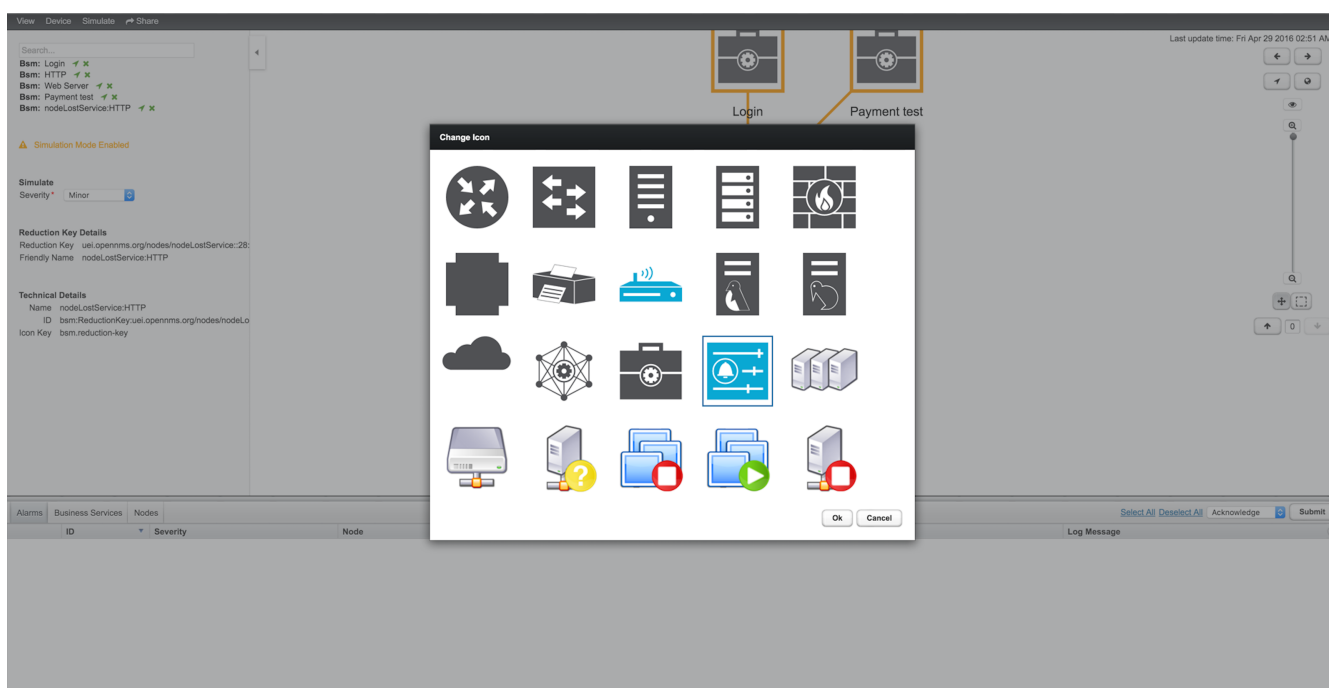 View Device Simulate Share
Last update time: Fri Apr 29 2016 02:51 AM
Search...
Bsm: Login
Bsm: HTTP
Bsm: Web Server
Bsm: Payment test
Bsm: nodeLostService:HTTP
Login Payment test
Change Icon
Simulation Mode Enabled
Simulate
Severity* Minor
Reduction Key Details
Reduction Key uei.opennms.org/nodes/nodeLostService::28:
Friendly Name nodeLostService:HTTP
Technical Details
Name nodeLostService:HTTP
ID bsm:ReductionKey:uei.opennms.org/nodes/nodeLo
Icon Key bsm.reduction-key
0
?
Ok Cancel
Alarms Business Services Nodes
Select All Deselect All Acknowledge Submit
ID Severity Node Log Message